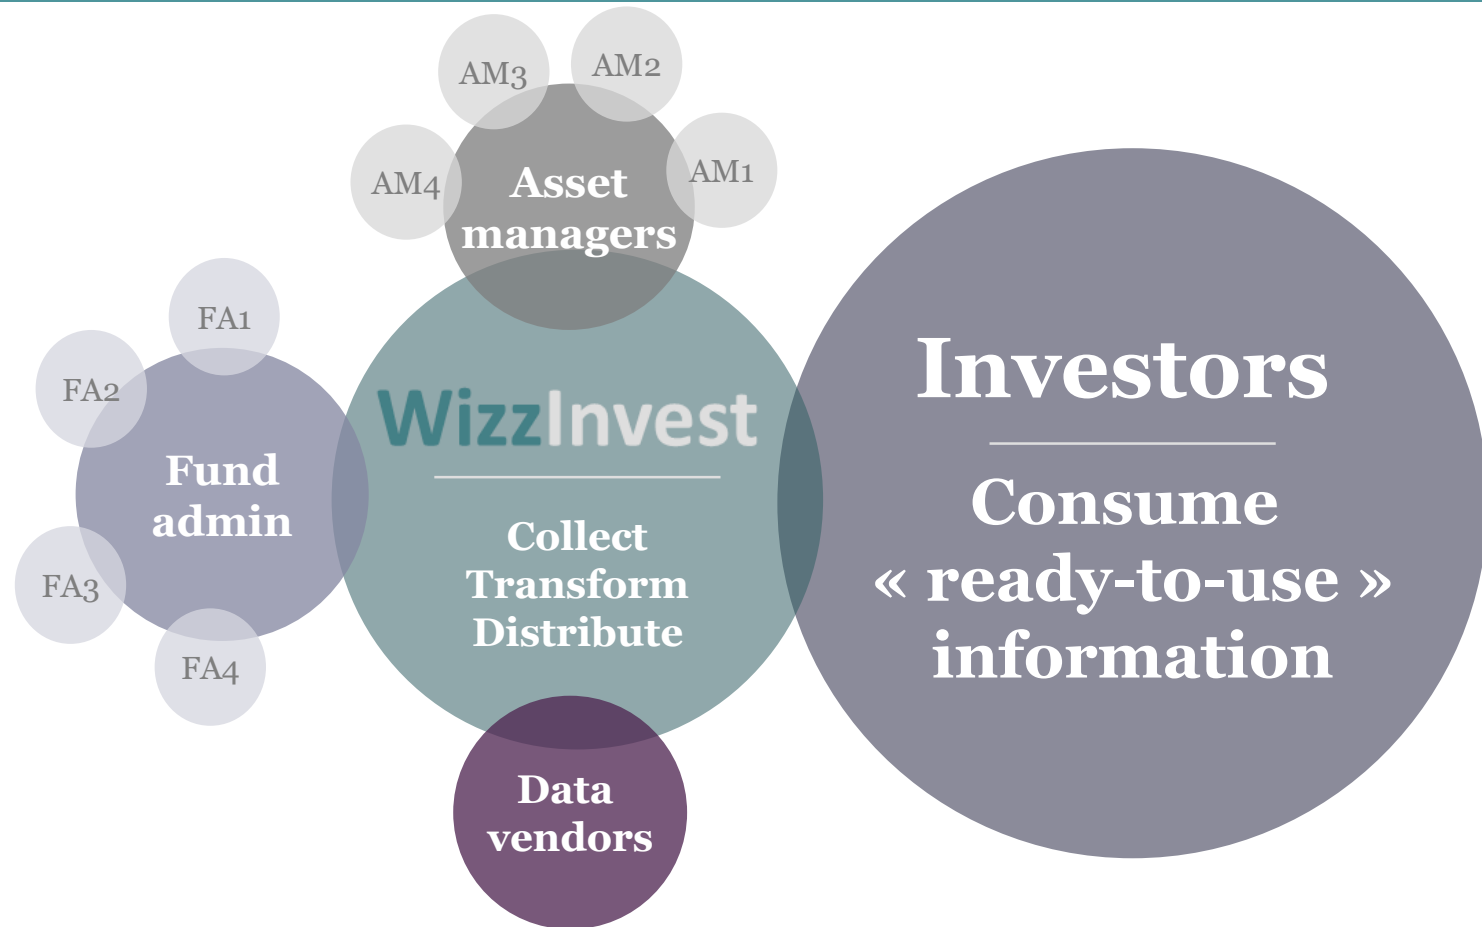 AM3
AM2
AM4
AM1
Asset
managers
FA1
FA2
Fund
admin
FA3
FA4
WizzInvest
Collect
Transform
Distribute
Data
vendors
Investors
Consume
« ready-to-use »
information